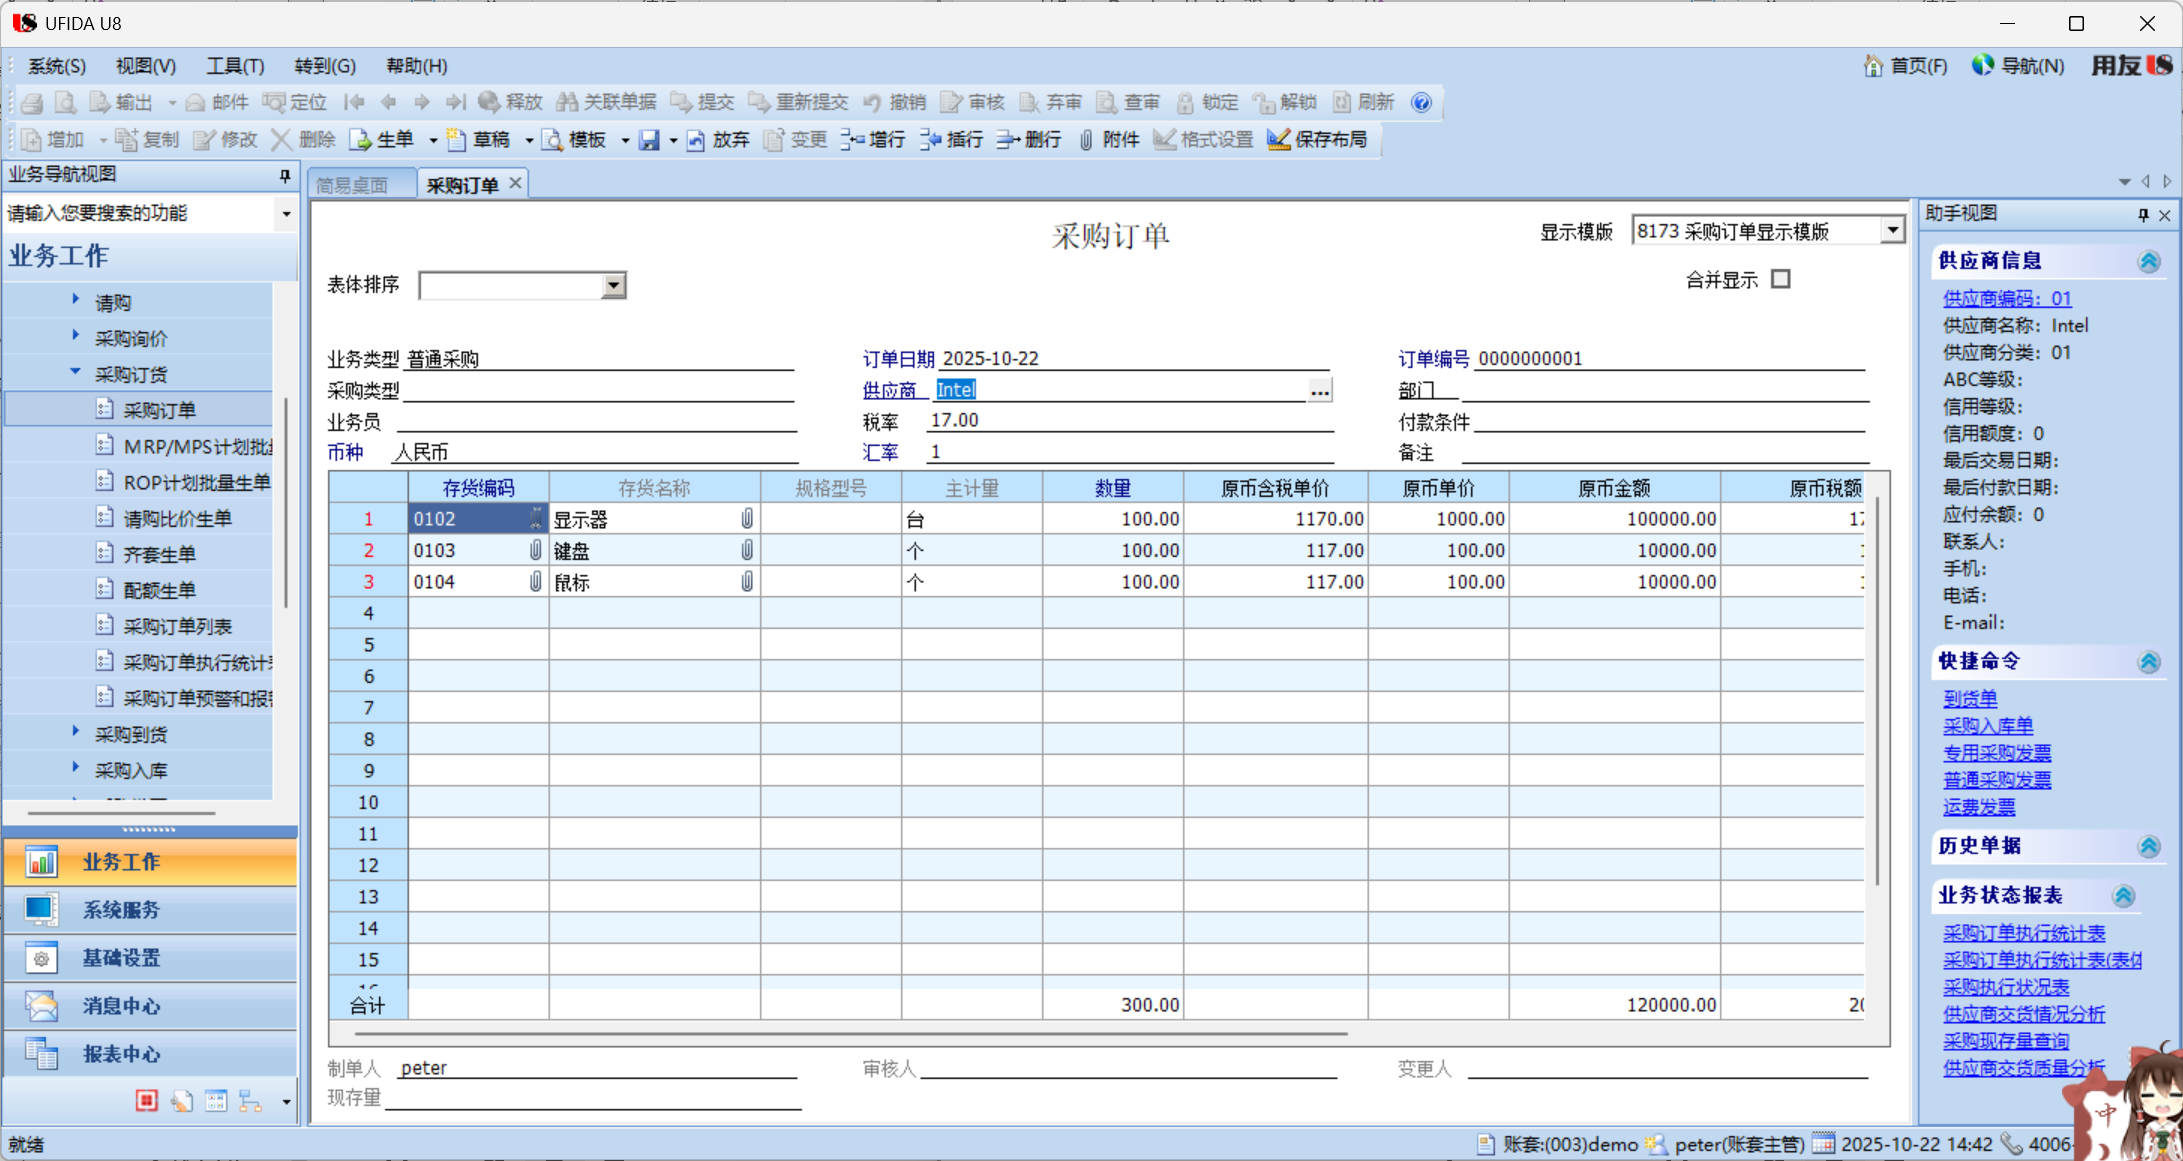 UFIDA U8
系统(S) 视图(V) 工具(T) 转到(G) 帮助(H) 首页(F) 导航(N) 用友U8
输出 邮件 定位 释放 关联单据 提交 重新提交 撤销 审核 弃审 查审 锁定 解锁 刷新
增加 复制 修改 删除 生单 草稿 模板 放弃 变更 增行 插行 删行 附件 格式设置 保存布局
业务导航视图
请输入您要搜索的功能
业务工作
请购
采购询价
采购订货
采购订单
MRP/MPS计划批
ROP计划批量生单
请购比价生单
齐套生单
配额生单
采购订单列表
采购订单执行统计
采购订单预警和报
采购到货
采购入库
业务工作
系统服务
基础设置
消息中心
报表中心
简易桌面 采购订单
采购订单
显示模版 8173 采购订单显示模版
表体排序
合并显示
业务类型 普通采购 订单日期 2025-10-22 订单编号 0000000001
采购类型 供应商 Intel ... 部门
业务员 税率 17.00 付款条件
币种 人民币 汇率 1 备注
存货编码 存货名称 规格型号 主计量 数量 原币含税单价 原币单价 原币金额 原币税额
1 0102 显示器 台 100.00 1170.00 1000.00 100000.00 17
2 0103 键盘 个 100.00 117.00 100.00 10000.00
3 0104 鼠标 个 100.00 117.00 100.00 10000.00
4
5
6
7
8
9
10
11
12
13
14
15
合计 300.00 120000.00 20
制单人 peter 审核人 变更人
现存量
助手视图
供应商信息
供应商编码: 01
供应商名称: Intel
供应商分类: 01
ABC等级:
信用等级:
信用额度: 0
最后交易日期:
最后付款日期:
应付余额: 0
联系人:
手机:
电话:
E-mail:
快捷命令
到货单
采购入库单
专用采购发票
普通采购发票
运费发票
历史单据
业务状态报表
采购订单执行统计表
采购订单执行统计表(表体
采购执行状况表
供应商交货情况分析
采购现存量查询
供应商交货质量分析
中
就绪 账套:(003)demo peter(账套主管) 2025-10-22 14:42 4006-